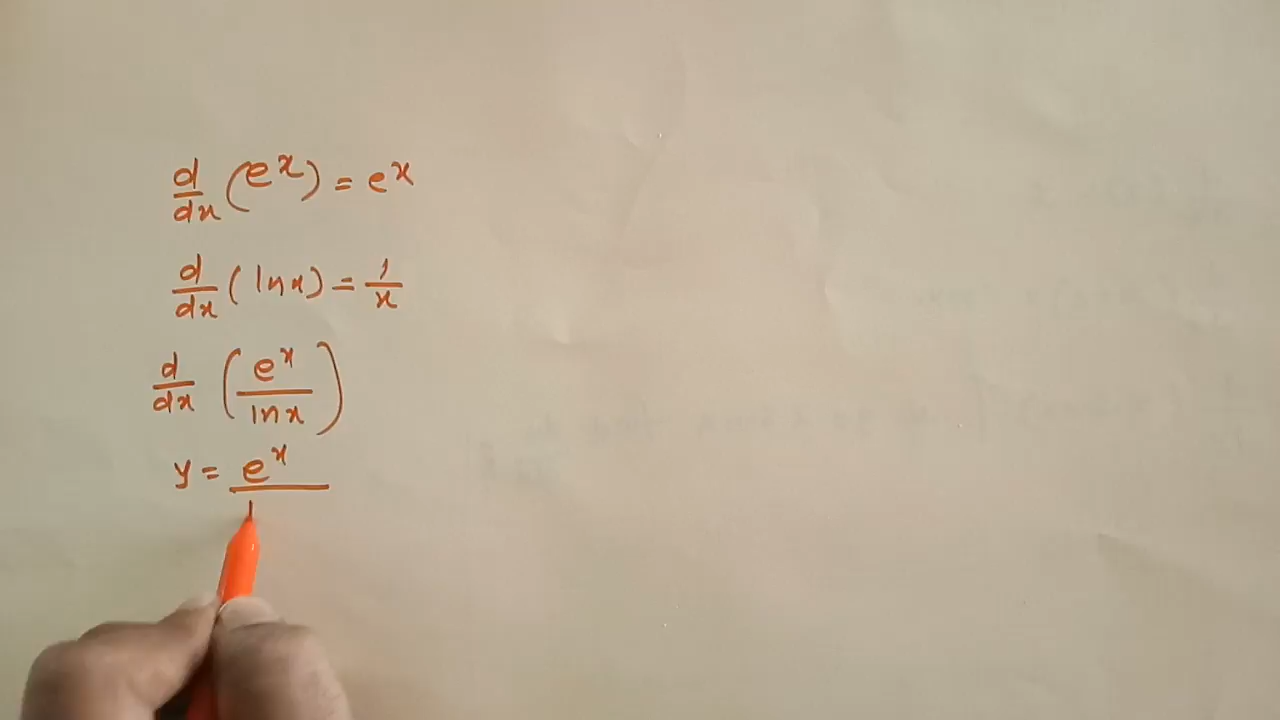 d/dx (e^x) = e^x
d/dx (ln x) = 1/x
d/dx (e^x / ln x)
y = e^x /